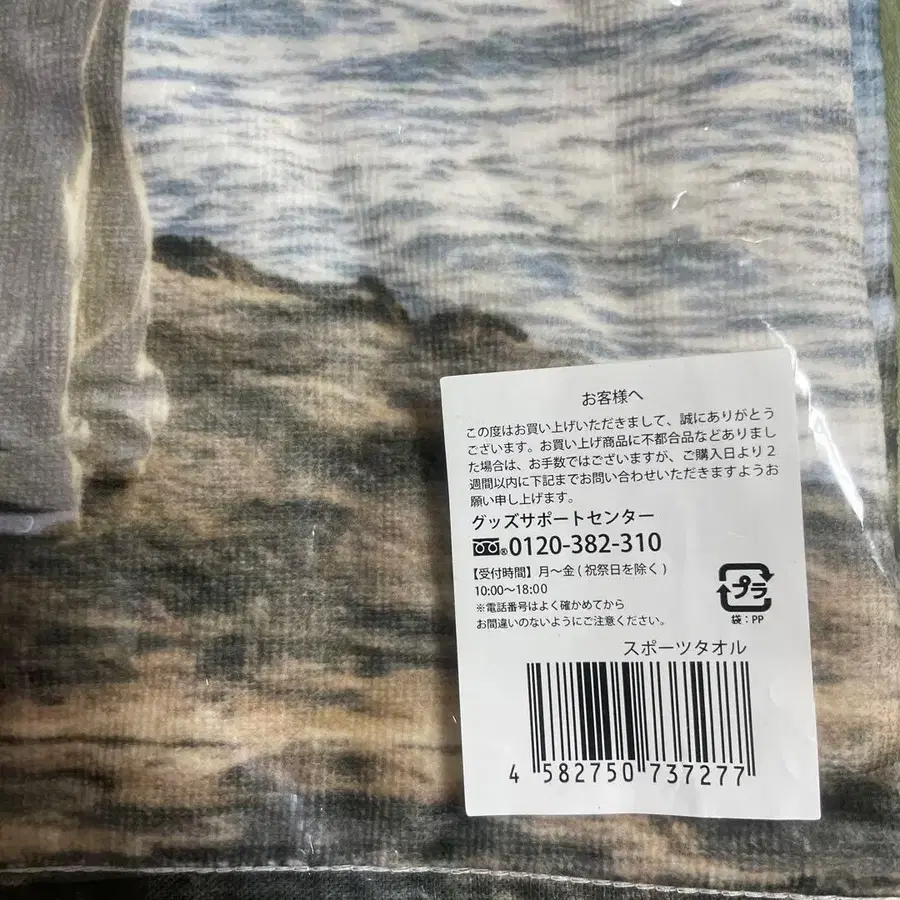 お客様へ
この度はお買い上げいただきまして、誠にありがとう
ございます。お買い上げ商品に不都合品などありまし
た場合は、お手数ではございますが、ご購入日より２
週間以内に下記までお問い合わせいただきますようお
願い申し上げます。
グッズサポートセンター
®0120-382-310
【受付時間】月～金 ( 祝祭日を除く )
10:00～18:00
※電話番号はよく確かめてから
お間違いのないようにご注意ください。
プラ
袋：PP
スポーツタオル
4 582750 737277